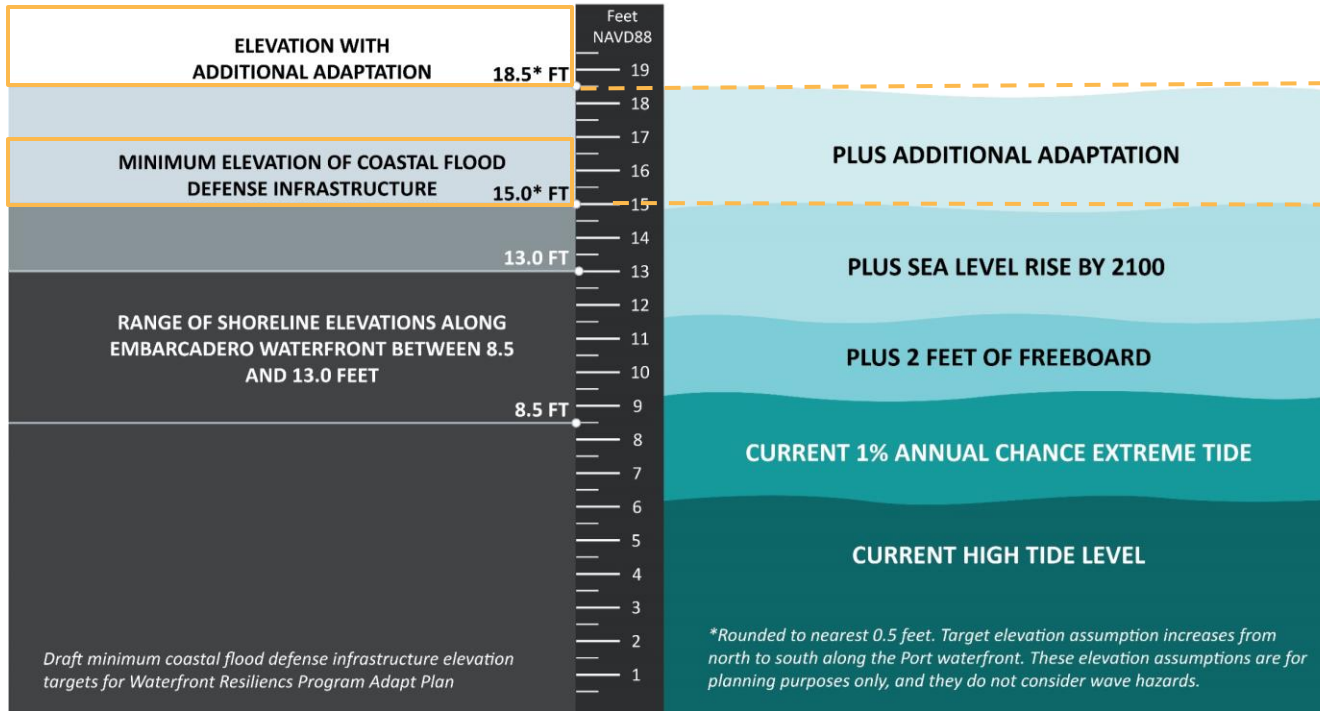 ELEVATION WITH
ADDITIONAL ADAPTATION
18.5* FT
MINIMUM ELEVATION OF COASTAL FLOOD
DEFENSE INFRASTRUCTURE
15.0* FT
13.0 FT
RANGE OF SHORELINE ELEVATIONS ALONG
EMBARCADERO WATERFRONT BETWEEN 8.5
AND 13.0 FEET
8.5 FT
Draft minimum coastal flood defense infrastructure elevation
targets for Waterfront Resiliencs Program Adapt Plan
Feet
NAVD88
19
18
17
16
15
14
13
12
11
10
9
8
7
6
5
4
3
2
1
PLUS ADDITIONAL ADAPTATION
PLUS SEA LEVEL RISE BY 2100
PLUS 2 FEET OF FREEBOARD
CURRENT 1% ANNUAL CHANCE EXTREME TIDE
CURRENT HIGH TIDE LEVEL
*Rounded to nearest 0.5 feet. Target elevation assumption increases from
north to south along the Port waterfront. These elevation assumptions are for
planning purposes only, and they do not consider wave hazards.